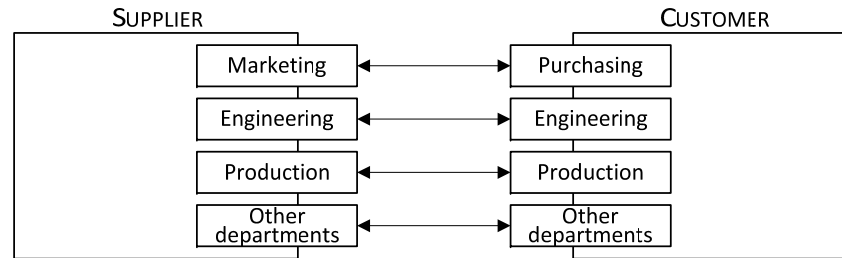 SUPPLIER
CUSTOMER
Marketing
Purchasing
Engineering
Engineering
Production
Production
Other
departments
Other
departments